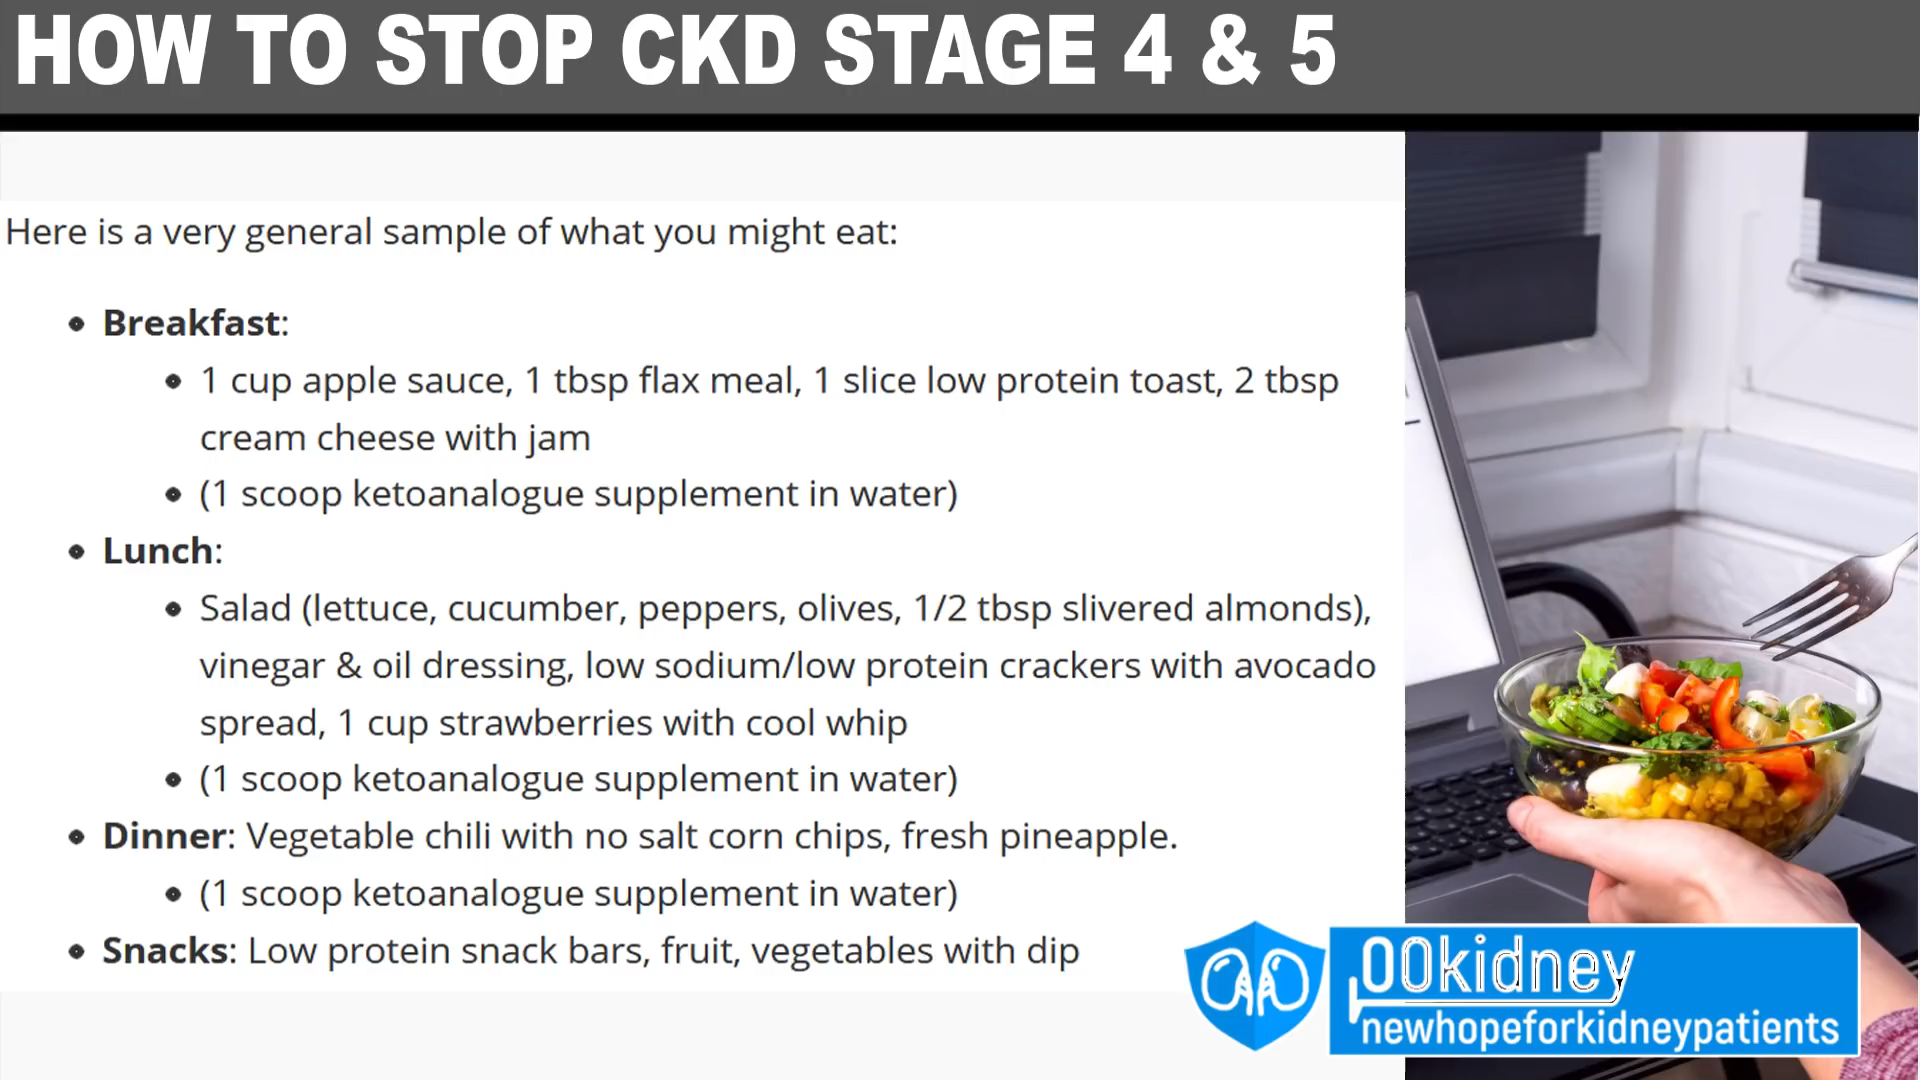 HOW TO STOP CKD STAGE 4 & 5
Here is a very general sample of what you might eat:
• Breakfast:
• 1 cup apple sauce, 1 tbsp flax meal, 1 slice low protein toast, 2 tbsp
cream cheese with jam
• (1 scoop ketoanalogue supplement in water)
• Lunch:
• Salad (lettuce, cucumber, peppers, olives, 1/2 tbsp slivered almonds),
vinegar & oil dressing, low sodium/low protein crackers with avocado
spread, 1 cup strawberries with cool whip
• (1 scoop ketoanalogue supplement in water)
• Dinner: Vegetable chili with no salt corn chips, fresh pineapple.
• (1 scoop ketoanalogue supplement in water)
• Snacks: Low protein snack bars, fruit, vegetables with dip
00kidney
newhopeforkidneypatients